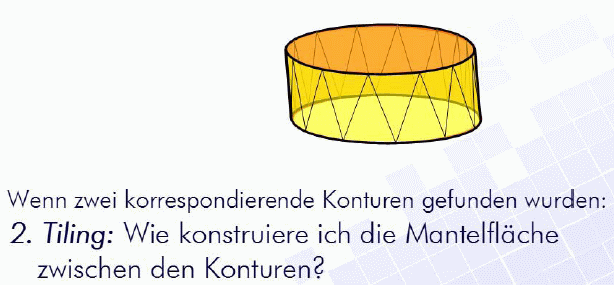 Wenn zwei korrespondierende Konturen gefunden wurden:
2. Tiling: Wie konstruiere ich die Mantelfläche
zwischen den Konturen?